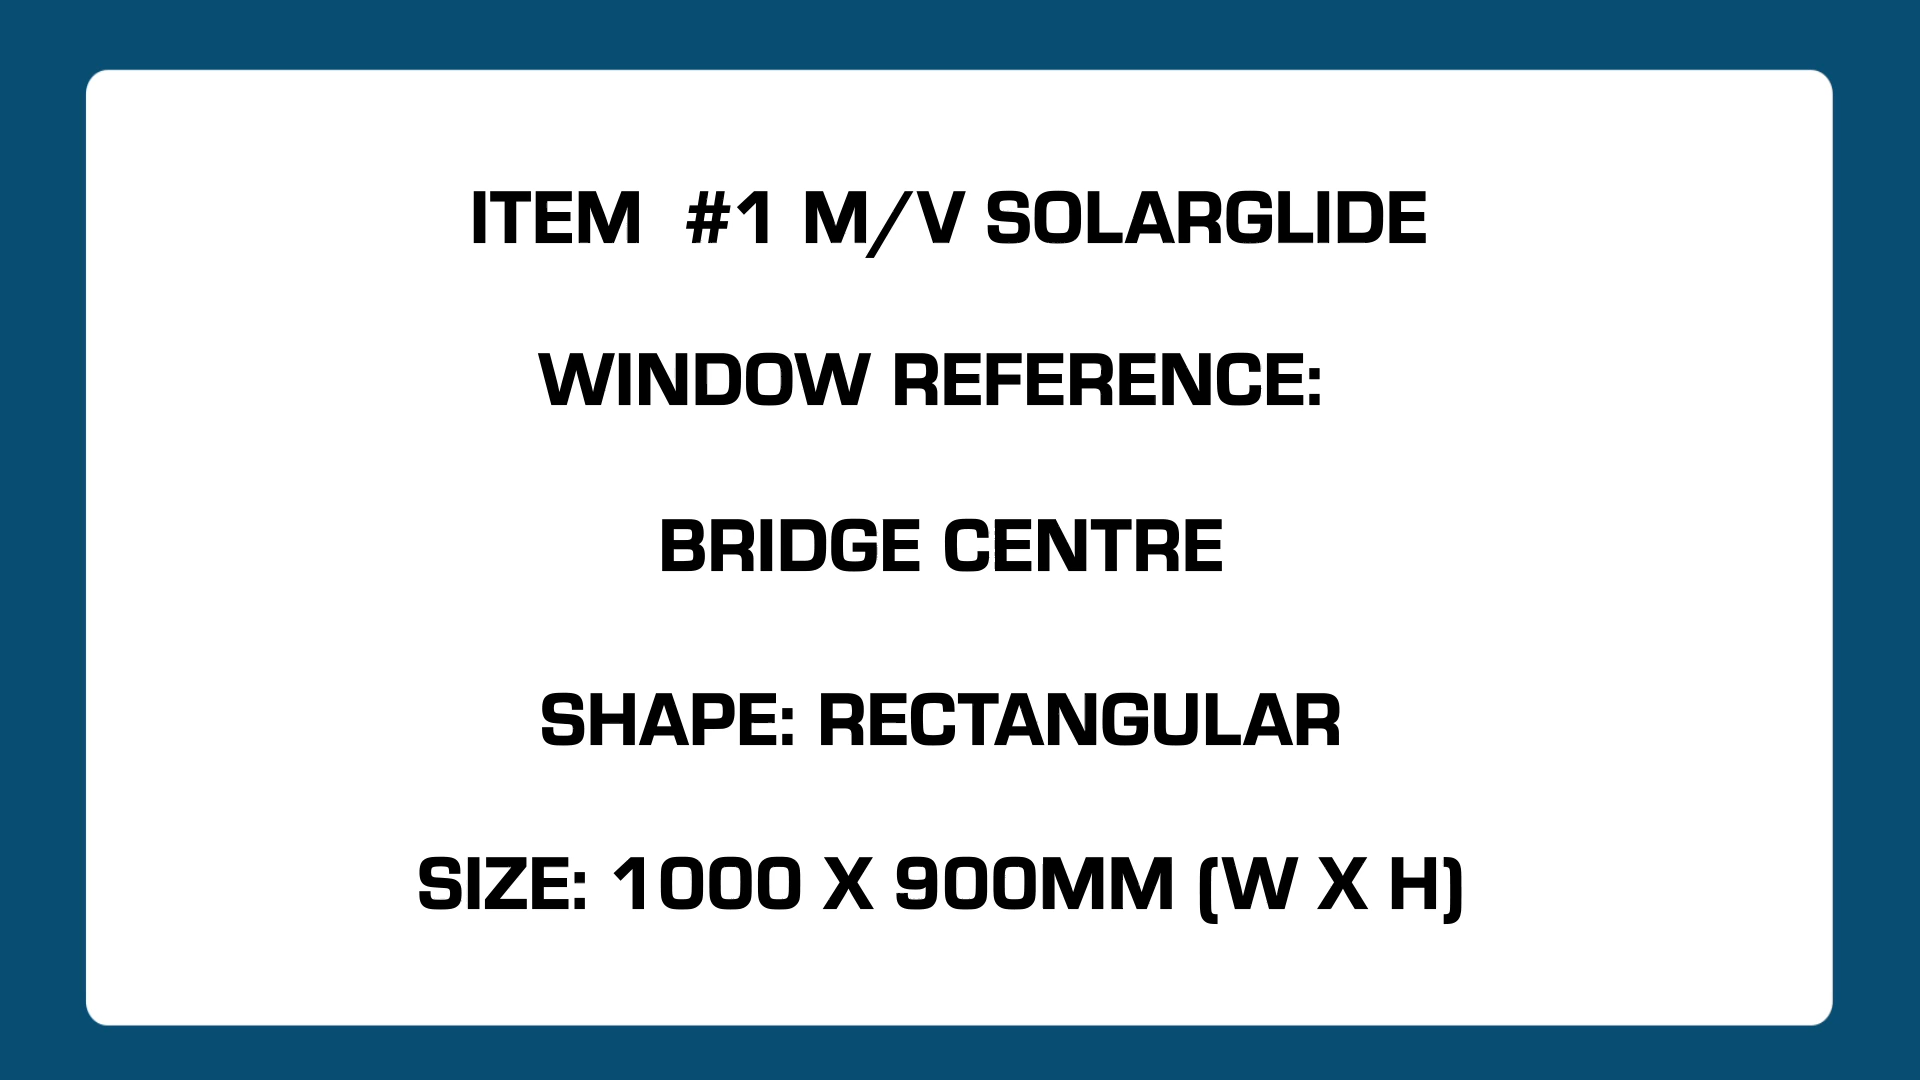 ITEM  #1 M/V SOLARGLIDE
WINDOW REFERENCE:
BRIDGE CENTRE
SHAPE: RECTANGULAR
SIZE: 1000 X 900MM (W X H)